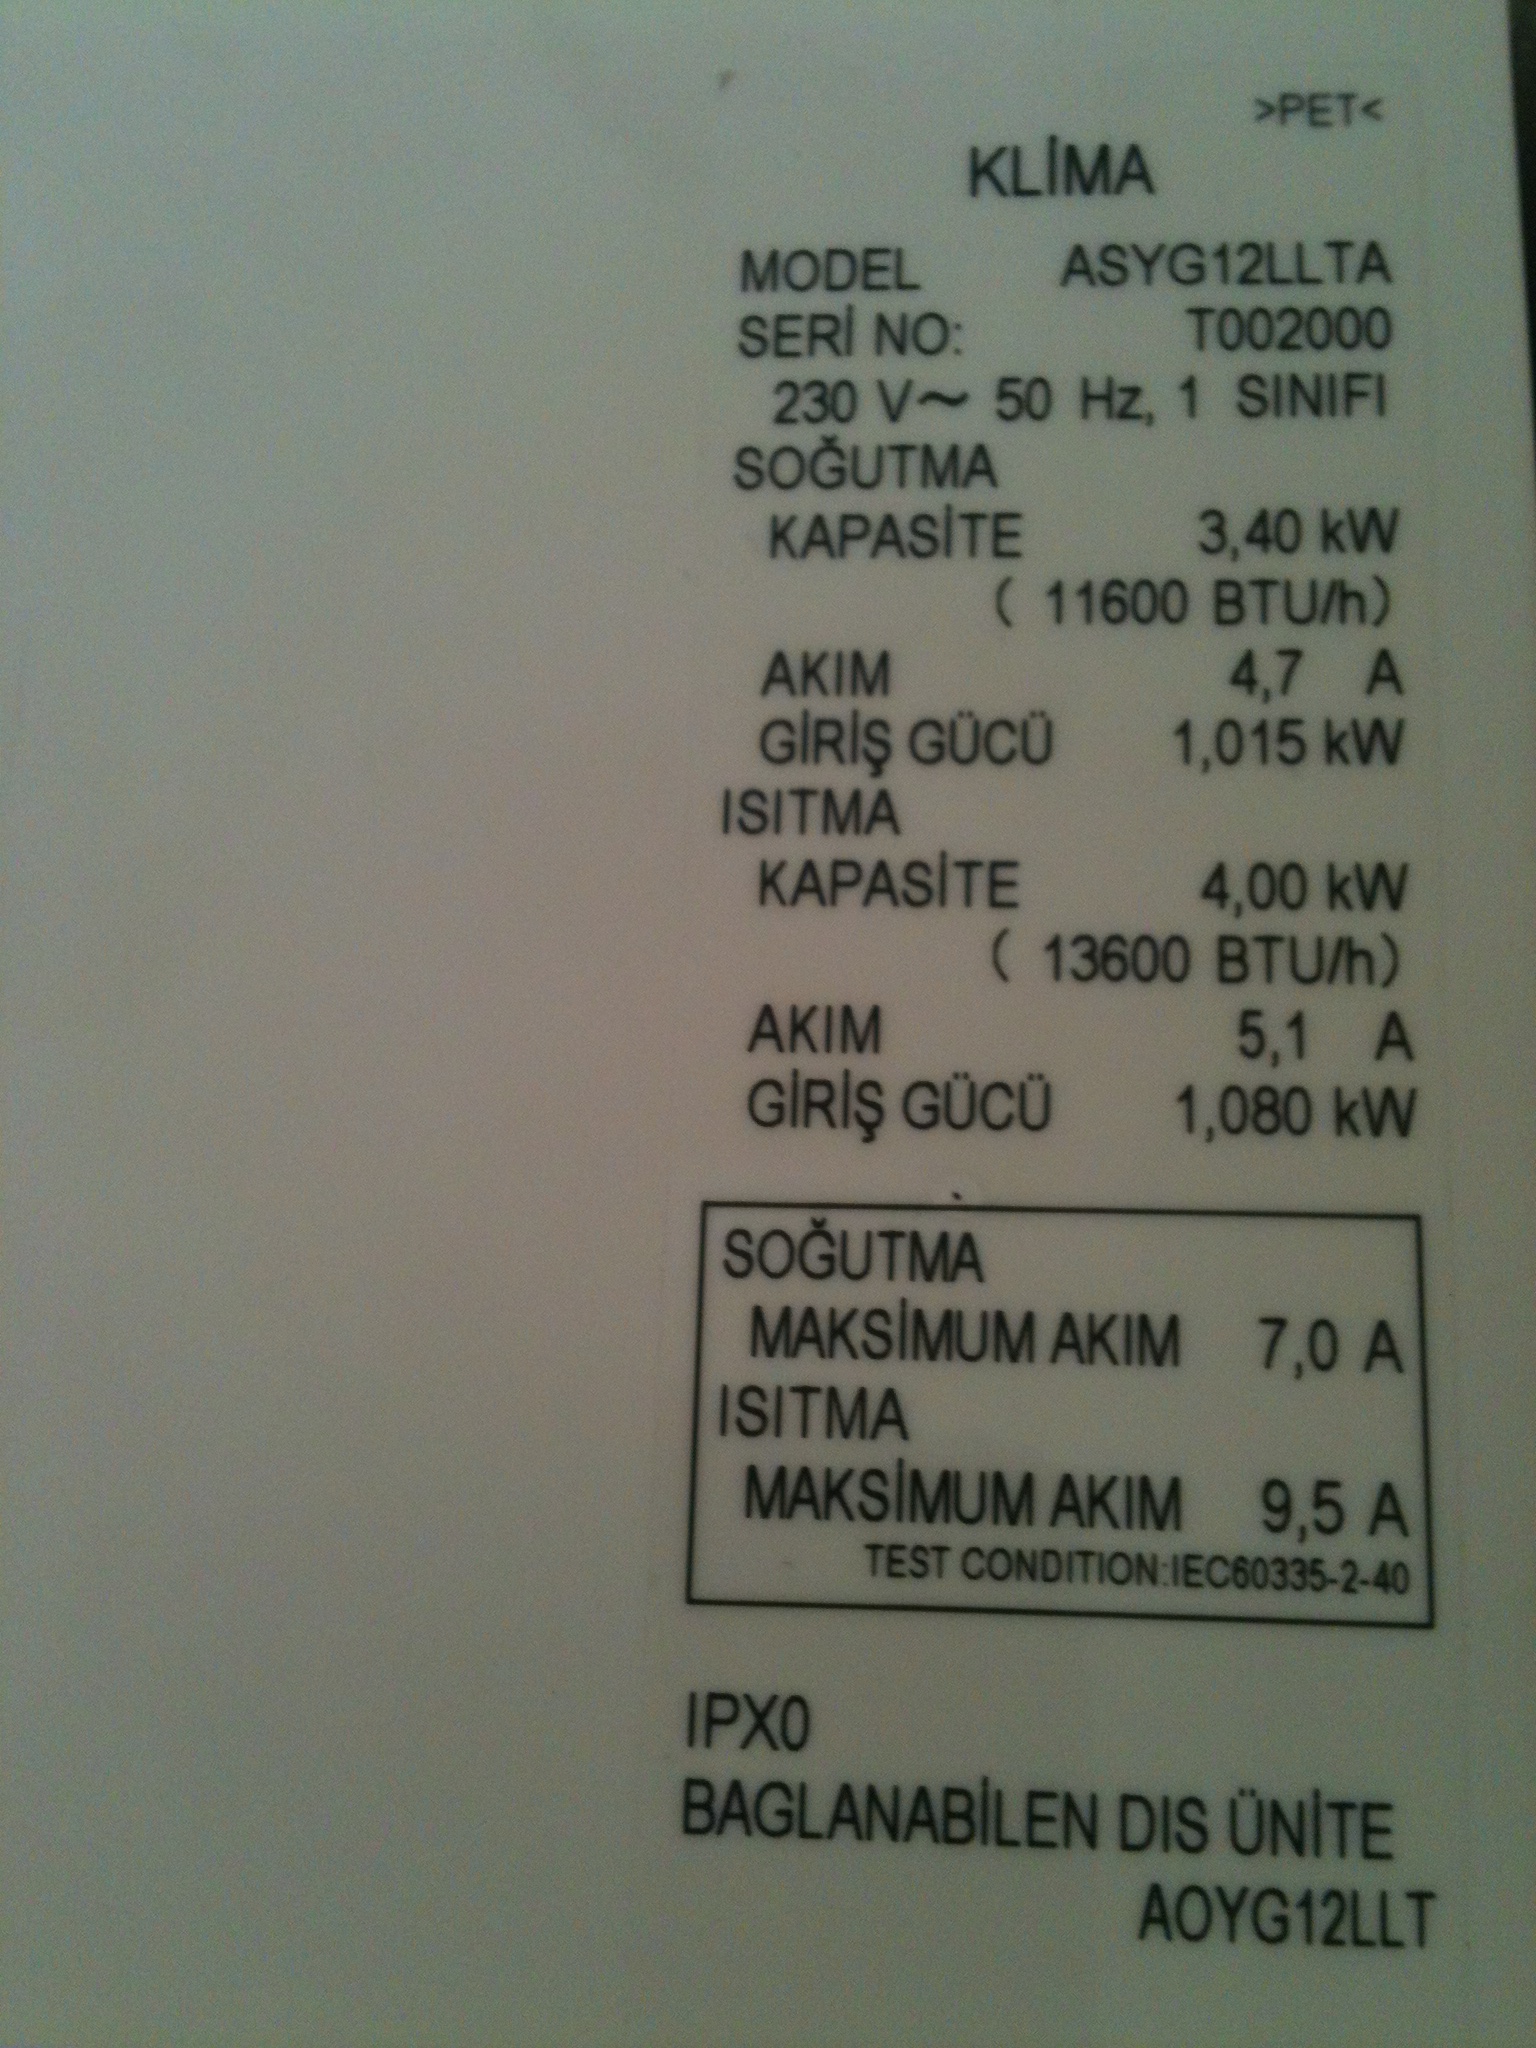 >PET<
KLİMA
MODEL ASYG12LLTA
SERİ NO: T002000
230 V~ 50 Hz, 1 SINIFI
SOĞUTMA
KAPASİTE 3,40 kW
( 11600 BTU/h)
AKIM 4,7 A
GİRİŞ GÜCÜ 1,015 kW
ISITMA
KAPASİTE 4,00 kW
( 13600 BTU/h)
AKIM 5,1 A
GİRİŞ GÜCÜ 1,080 kW
SOĞUTMA
MAKSİMUM AKIM 7,0 A
ISITMA
MAKSİMUM AKIM 9,5 A
TEST CONDITION:IEC60335-2-40
IPX0
BAGLANABİLEN DIS ÜNİTE
AOYG12LLT